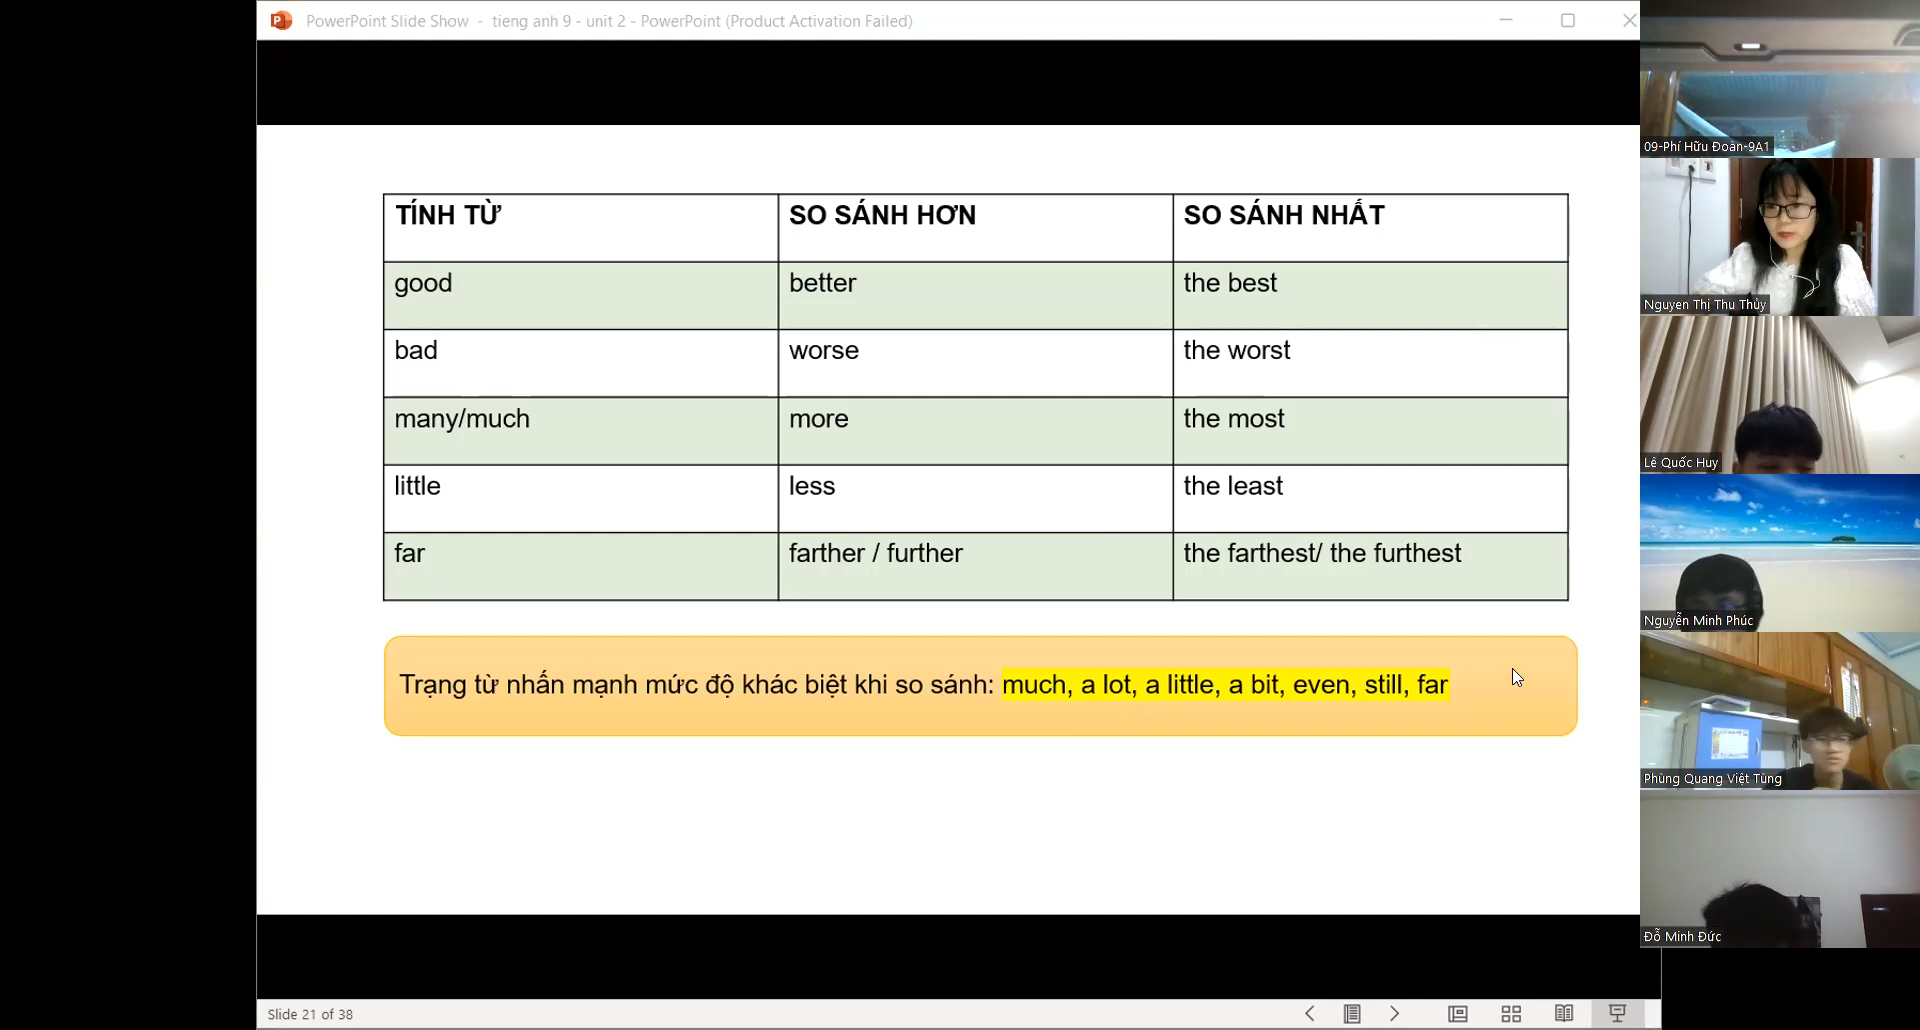 PowerPoint Slide Show - tieng anh 9 - unit 2 - PowerPoint (Product Activation Failed)
TÍNH TỪ SO SÁNH HƠN SO SÁNH NHẤT
good better the best
bad worse the worst
many/much more the most
little less the least
far farther / further the farthest/ the furthest
Trạng từ nhấn mạnh mức độ khác biệt khi so sánh: much, a lot, a little, a bit, even, still, far
Slide 21 of 38
09-Phí Hữu Đoàn-9A1
Nguyen Thị Thu Thủy
Lê Quốc Huy
Nguyễn Minh Phúc
Phùng Quang Việt Tùng
Đỗ Minh Đức